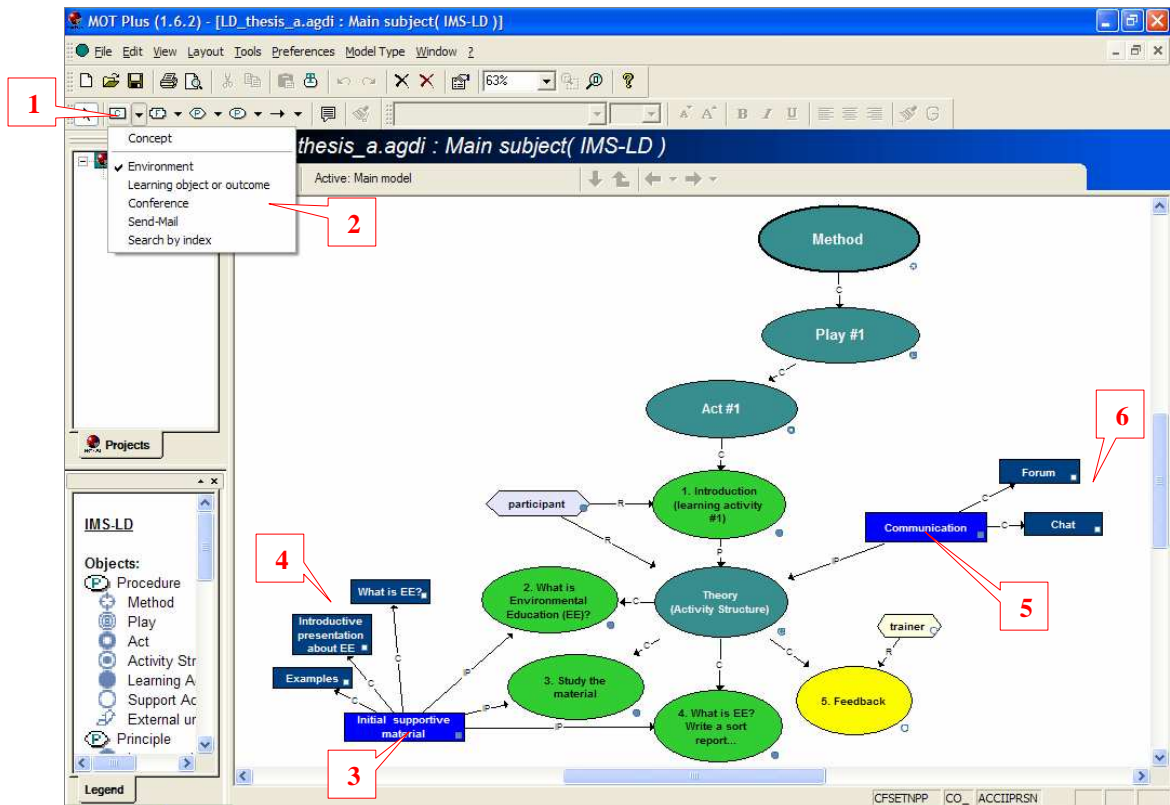 MOT Plus (1.6.2) - [LD_thesis_a.agdi : Main subject( IMS-LD )]
File Edit View Layout Tools Preferences Model Type Window ?
63%
1
C F P P
B I U G
Concept
Environment
Learning object or outcome
Conference
Send-Mail
Search by index
2
thesis_a.agdi : Main subject( IMS-LD )
Active: Main model
Method
C
Play #1
C
Act #1
C
6
Projects
participant
R
1. Introduction
(learning activity
#1)
Forum
C
Communication
C
Chat
R
P
IP
5
IMS-LD
Objects:
P Procedure
Method
Play
Act
Activity Str
Learning A
Support Ac
External ur
P Principle
Legend
4
What is EE?
Introductive
presentation
about EE
Examples
C
C
C
Initial supportive
material
3
IP
IP
IP
2. What is
Environmental
Education (EE)?
C
Theory
(Activity Structure)
C
C
C
3. Study the
material
4. What is EE?
Write a sort
report...
trainer
R
5. Feedback
CFSETNPP CO_ ACCIIPRSN